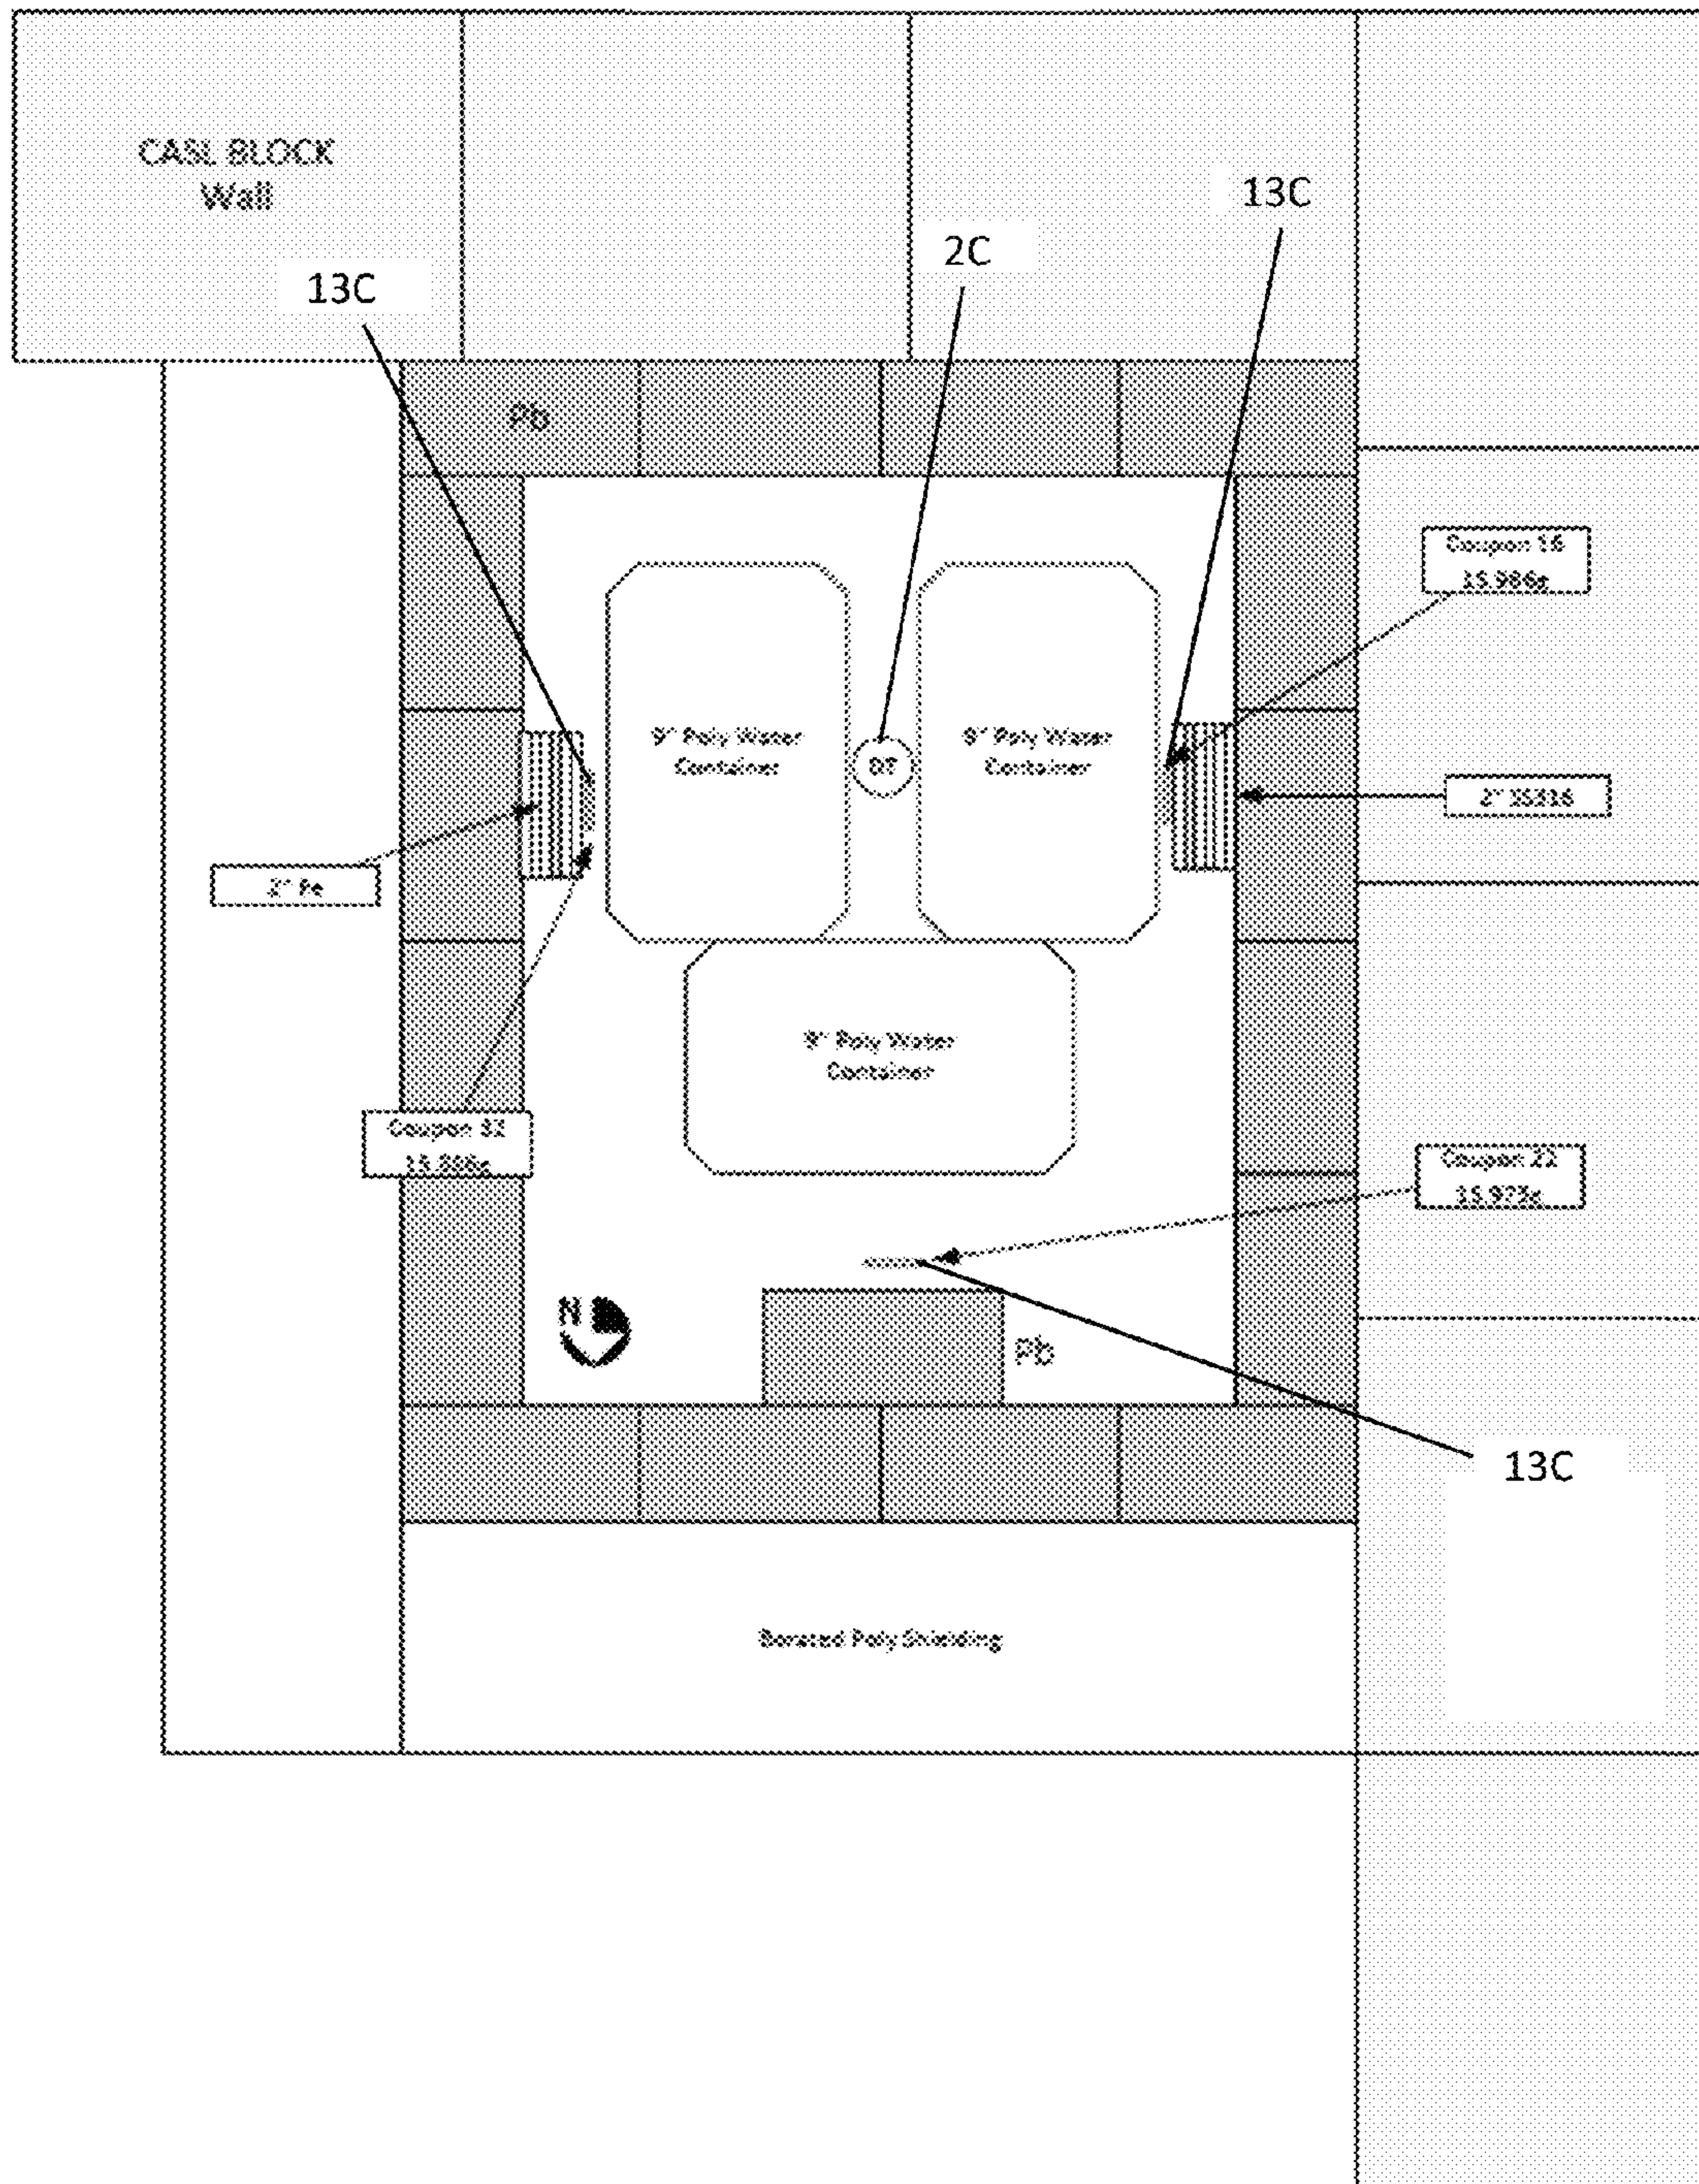 CASL BLOCK
Wall
13C
2C
13C
Pb
Coupon 16
15.986g
9" Poly Water
Container
DT
9" Poly Water
Container
2" SS316
2" Fe
9" Poly Water
Container
Coupon 32
Coupon 22
15.973g
N
Pb
13C
Borated Poly Shielding